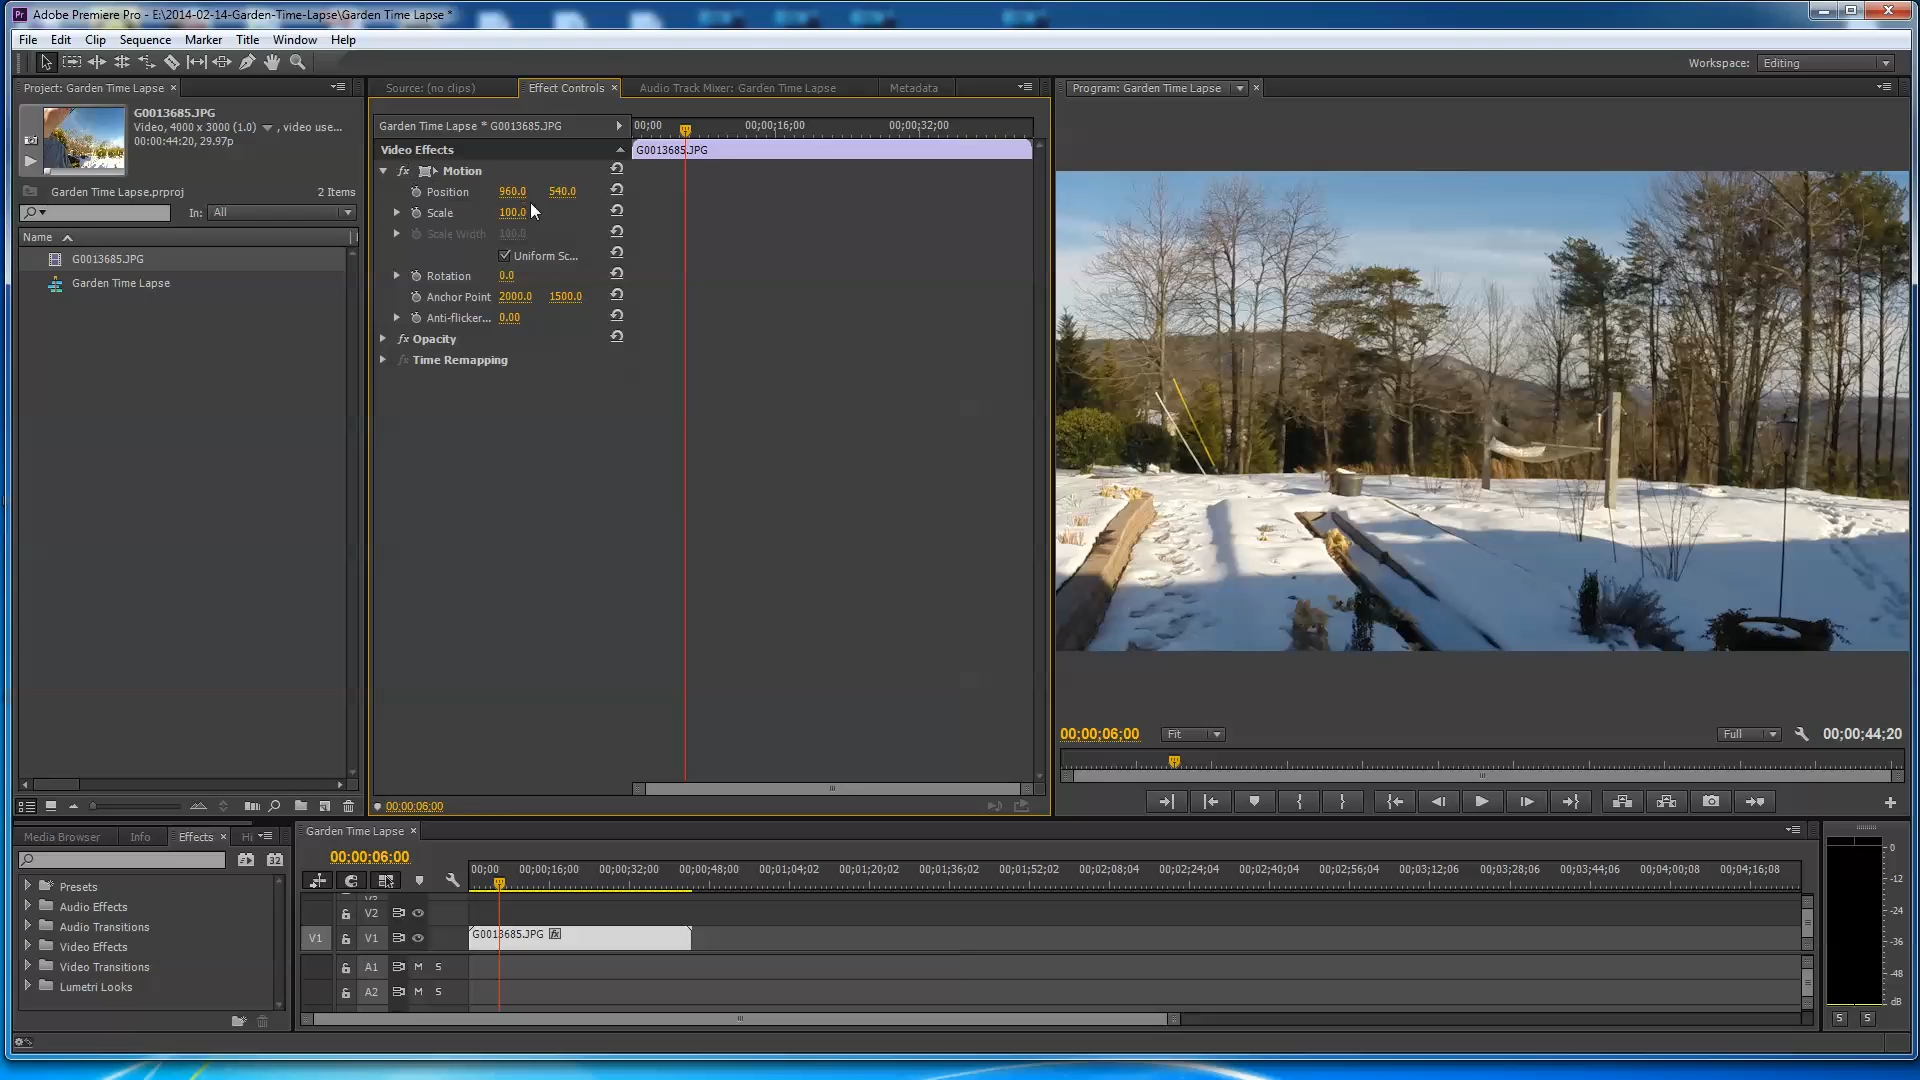 Adobe Premiere Pro - E:\2014-02-14-Garden-Time-Lapse\Garden Time Lapse *
File Edit Clip Sequence Marker Title Window Help
Workspace: Editing
Project: Garden Time Lapse ×
G0013685.JPG
Video, 4000 x 3000 (1.0) , video use...
00:00:44:20, 29.97p
Garden Time Lapse.prproj 2 Items
In: All
Name
G0013685.JPG
Garden Time Lapse
Source: (no clips) Effect Controls × Audio Track Mixer: Garden Time Lapse Metadata
Garden Time Lapse * G0013685.JPG
00;00 00;00;16;00 00;00;32;00
Video Effects
G0013685.JPG
fx Motion
Position 960.0 540.0
Scale 100.0
Scale Width 100.0
Uniform Sc...
Rotation 0.0
Anchor Point 2000.0 1500.0
Anti-flicker... 0.00
fx Opacity
fx Time Remapping
00;00;06;00
Program: Garden Time Lapse ×
00;00;06;00 Fit Full 00;00;44;20
Media Browser Info Effects × Hi
32
Presets
Audio Effects
Audio Transitions
Video Effects
Video Transitions
Lumetri Looks
Garden Time Lapse ×
00;00;06;00
00;00 00;00;16;00 00;00;32;00 00;00;48;00 00;01;04;02 00;01;20;02 00;01;36;02 00;01;52;02 00;02;08;04 00;02;24;04 00;02;40;04 00;02;56;04 00;03;12;06 00;03;28;06 00;03;44;06 00;04;00;08 00;04;16;08
V2
V1 V1 G0013685.JPG fx
A1 M S
A2 M S
0
-12
-24
-36
-48
dB
S S